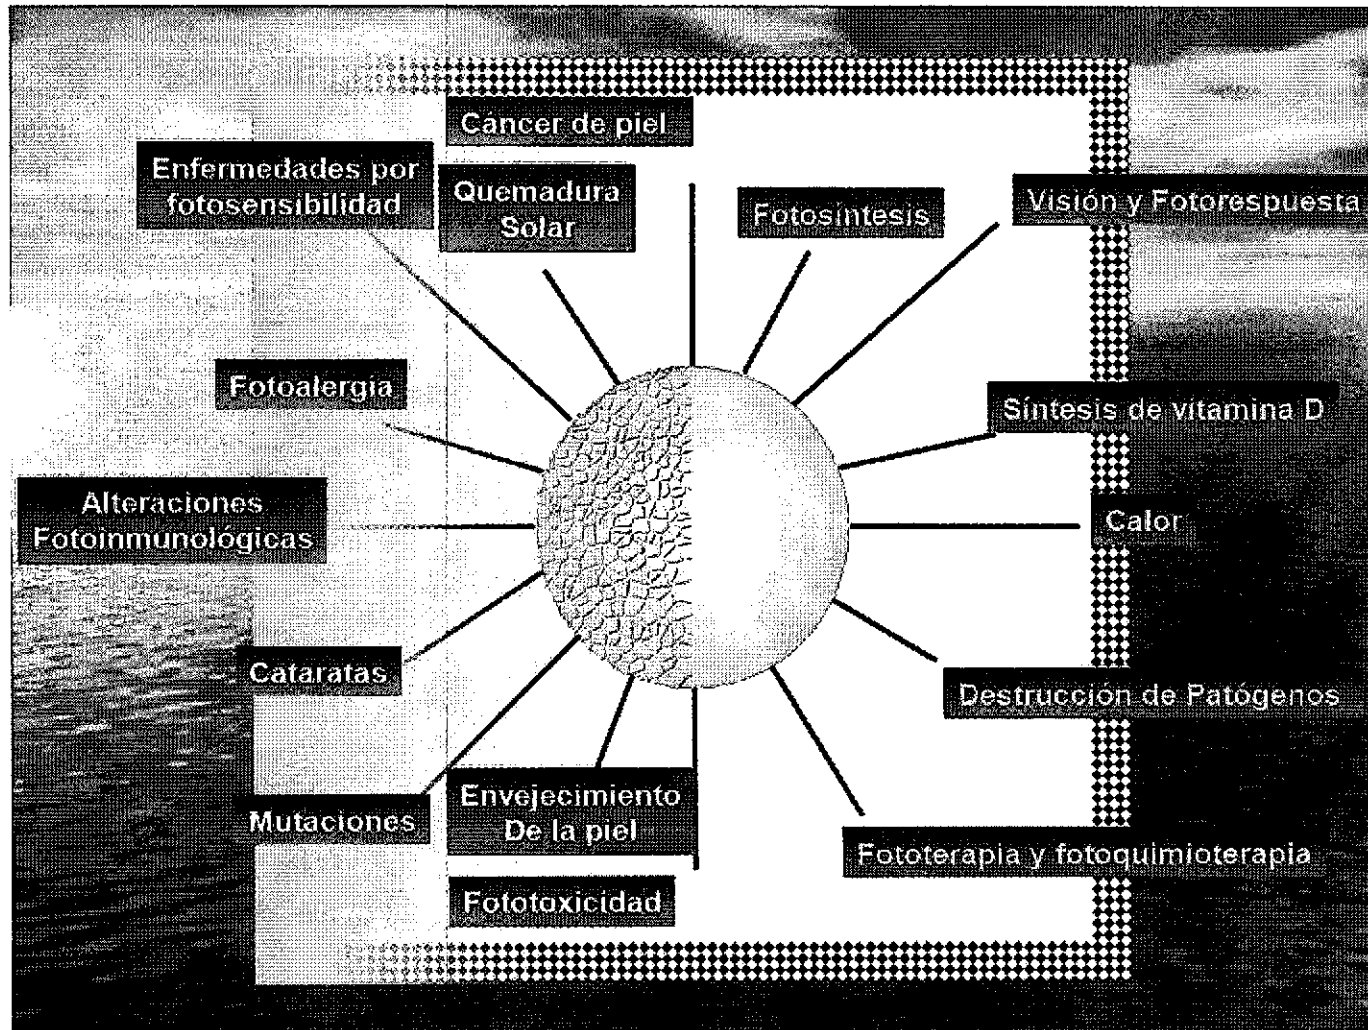 Cáncer de piel
Enfermedades por
fotosensibilidad
Quemadura
Solar
Fotosíntesis
Visión y Fotorespuesta
Fotoalergía
Síntesis de vitamina D
Alteraciones
Fotoinmunológicas
Calor
Cataratas
Destrucción de Patógenos
Mutaciones
Envejecimiento
De la piel
Fototerapia y fotoquimioterapia
Fototoxicidad